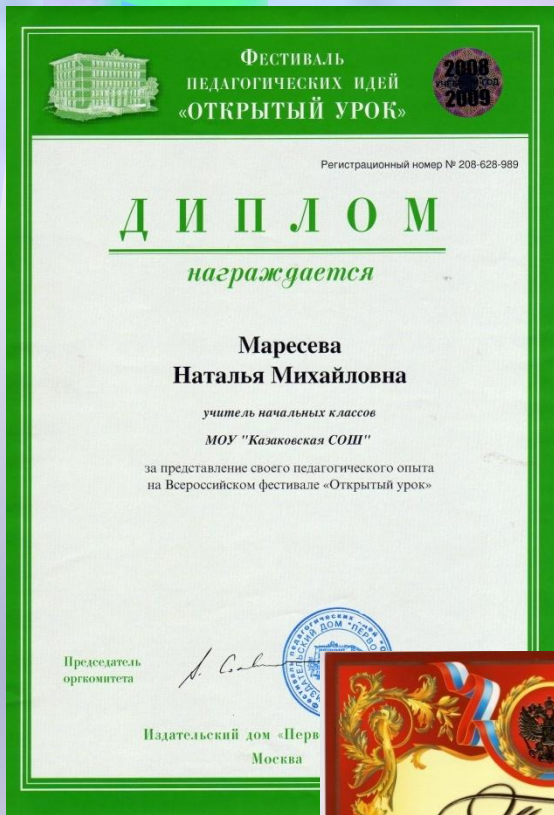 ФЕСТИВАЛЬ
ПЕДАГОГИЧЕСКИХ ИДЕЙ
«ОТКРЫТЫЙ УРОК»
2008
УЧЕБНЫЙ ГОД
2009
Регистрационный номер № 208-628-989
ДИПЛОМ
награждается
Маресева
Наталья Михайловна
учитель начальных классов
МОУ "Казаковская СОШ"
за представление своего педагогического опыта
на Всероссийском фестивале «Открытый урок»
Председатель
оргкомитета
Издательский дом «Перв
Москва